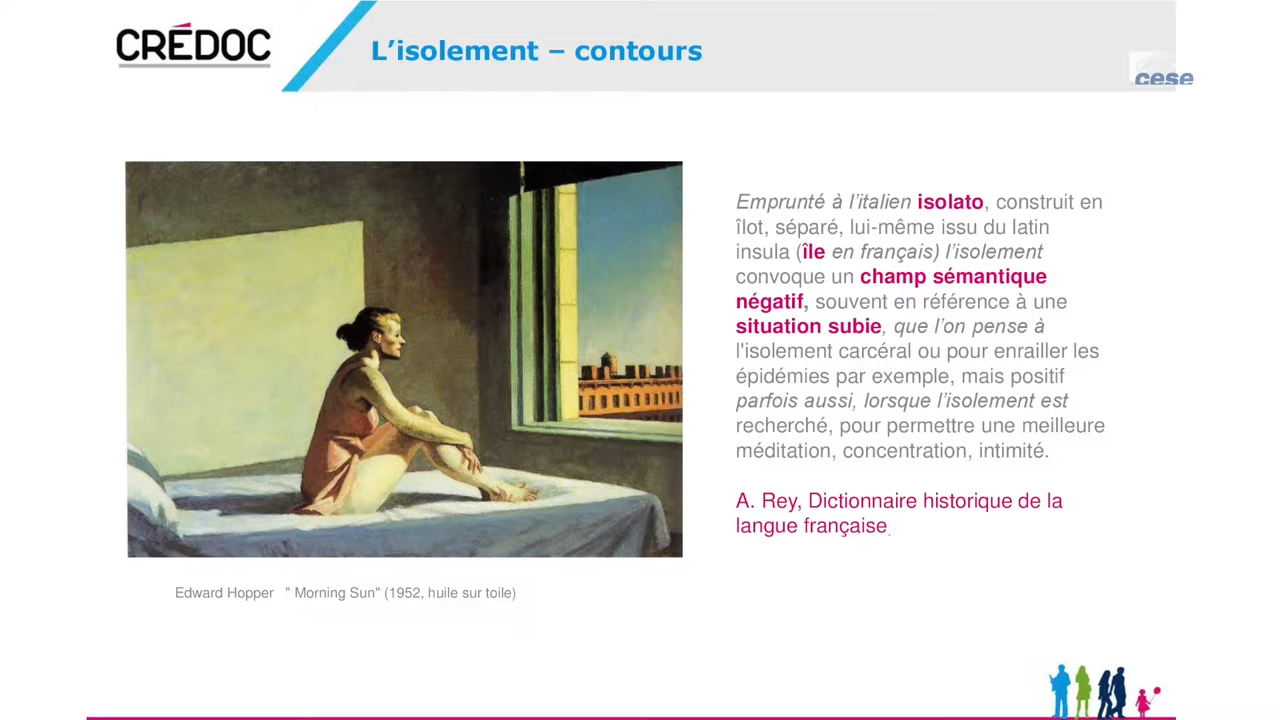 CRÉDOC
L’isolement – contours
cese
Emprunté à l’italien isolato, construit en
îlot, séparé, lui-même issu du latin
insula (île en français) l’isolement
convoque un champ sémantique
négatif, souvent en référence à une
situation subie, que l’on pense à
l'isolement carcéral ou pour enrailler les
épidémies par exemple, mais positif
parfois aussi, lorsque l’isolement est
recherché, pour permettre une meilleure
méditation, concentration, intimité.
A. Rey, Dictionnaire historique de la
langue française.
Edward Hopper " Morning Sun" (1952, huile sur toile)